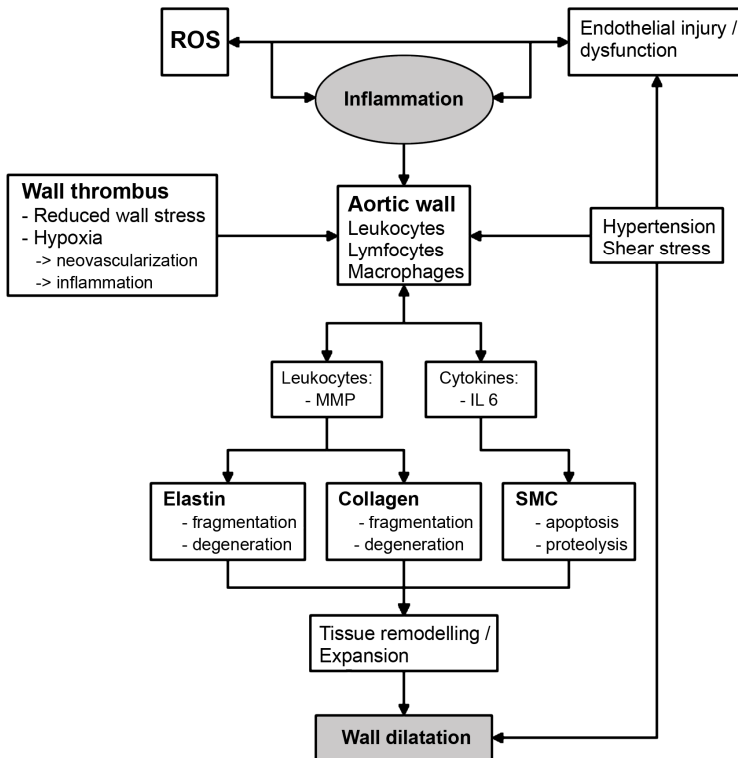 ROS
Endothelial injury /
dysfunction
Inflammation
Wall thrombus
- Reduced wall stress
- Hypoxia
-> neovascularization
-> inflammation
Aortic wall
Leukocytes
Lymfocytes
Macrophages
Hypertension
Shear stress
Leukocytes:
- MMP
Cytokines:
- IL 6
Elastin
- fragmentation
- degeneration
Collagen
- fragmentation
- degeneration
SMC
- apoptosis
- proteolysis
Tissue remodelling /
Expansion
Wall dilatation